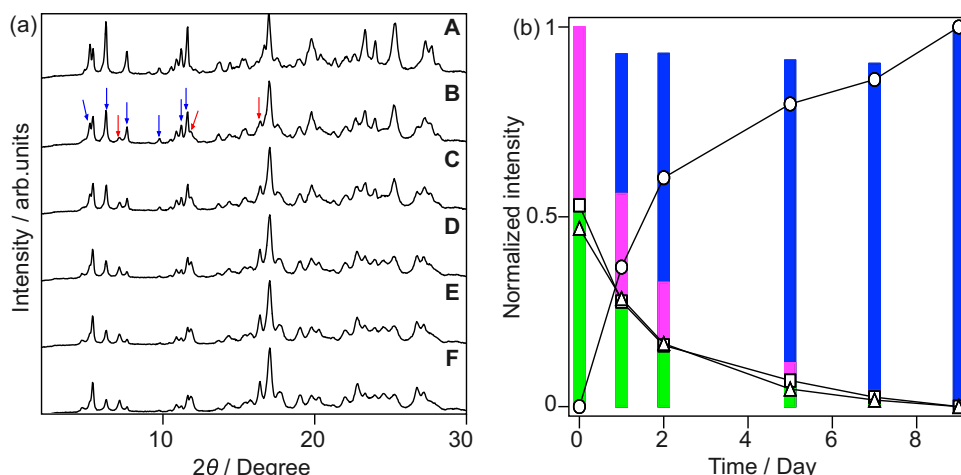 (a)
A
B
C
D
E
F
Intensity / arb.units
10
20
30
2θ / Degree
(b)
1
0.5
0
Normalized intensity
0
2
4
6
8
Time / Day